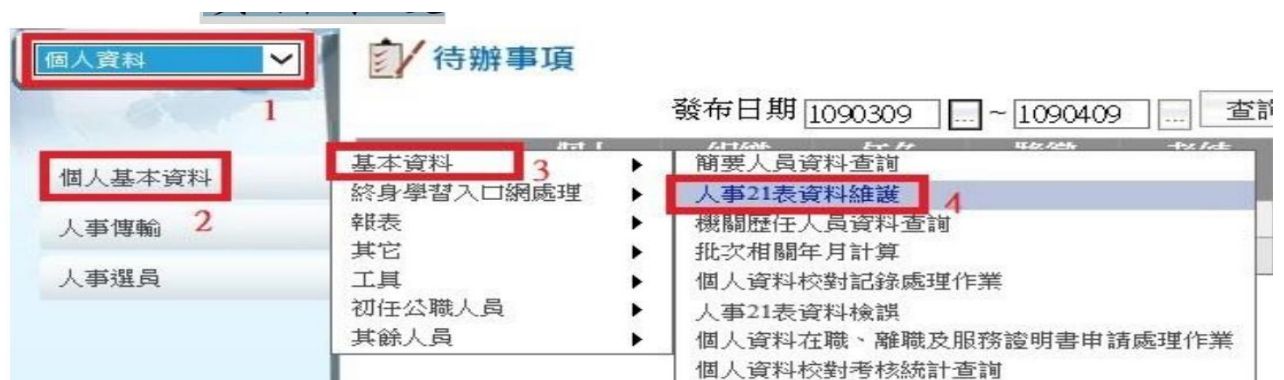 個人資料
1
待辦事項
發布日期 1090309 ... ~ 1090409 ...
個人基本資料
2
人事傳輸
人事選員
基本資料
3
終身學習入口網處理
報表
其它
工具
初任公職人員
其餘人員
簡要人員資料查詢
人事21表資料維護
4
機關歷任人員資料查詢
批次相關年月計算
個人資料校對記錄處理作業
人事21表資料檢誤
個人資料在職、離職及服務證明書申請處理作業
個人資料校對考核統計查詢